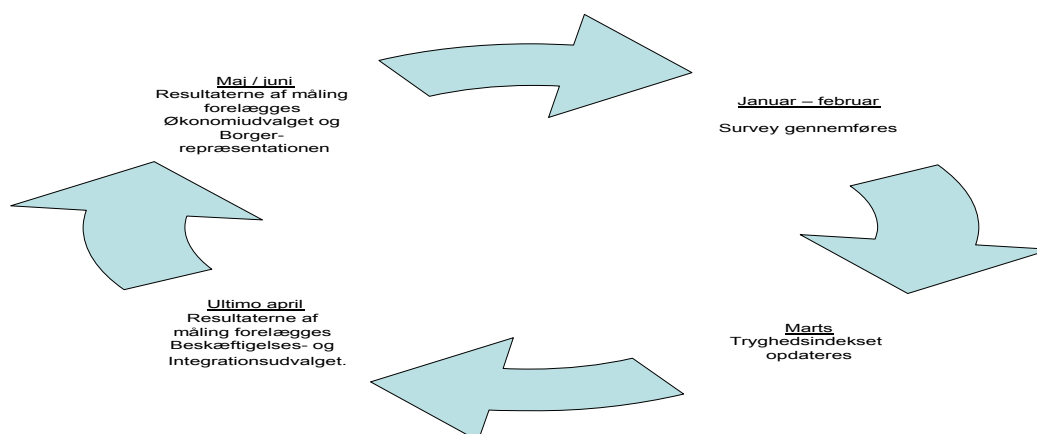 Maj / juni
Resultaterne af måling
forelægges
Økonomiudvalget og
Borger-
repræsentationen
Januar – februar
Survey gennemføres
Marts
Tryghedsindekset
opdateres
Ultimo april
Resultaterne af
måling forelægges
Beskæftigelses- og
Integrationsudvalget.